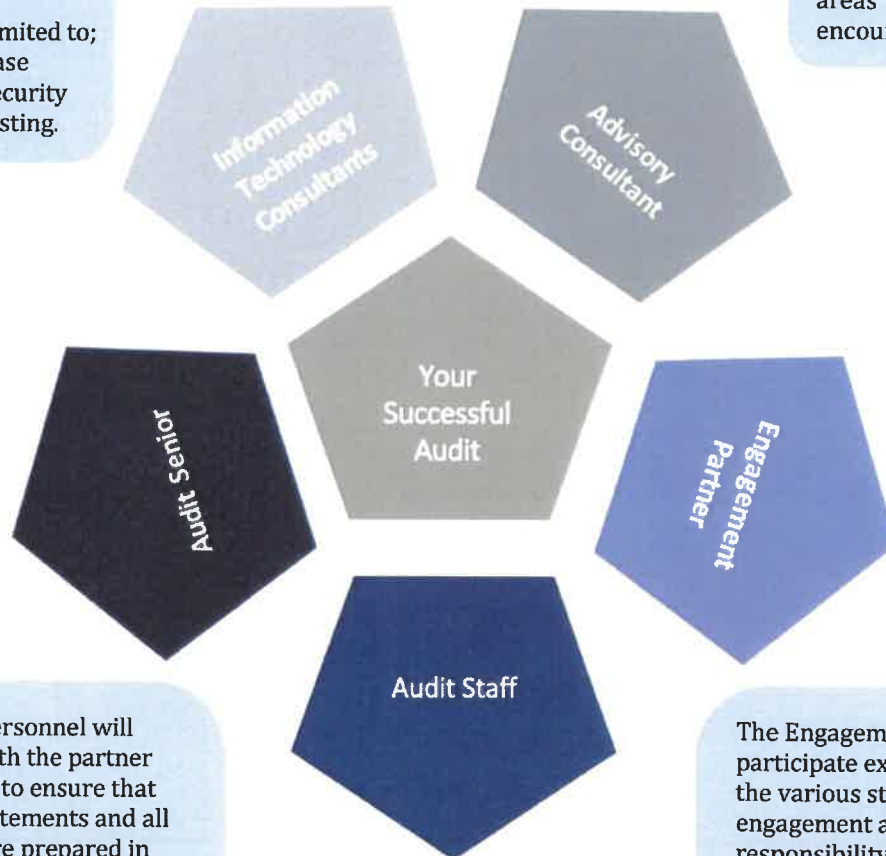 mited to;
ase
ecurity
sting.
areas
encou
Information
Technology
Consultants
Advisory
Consultant
Your
Successful
Audit
Audit Senior
Engagement
Partner
Audit Staff
ersonnel will
th the partner
to ensure that
tements and all
re prepared in
The Engagem
participate ex
the various st
engagement a
responsibility